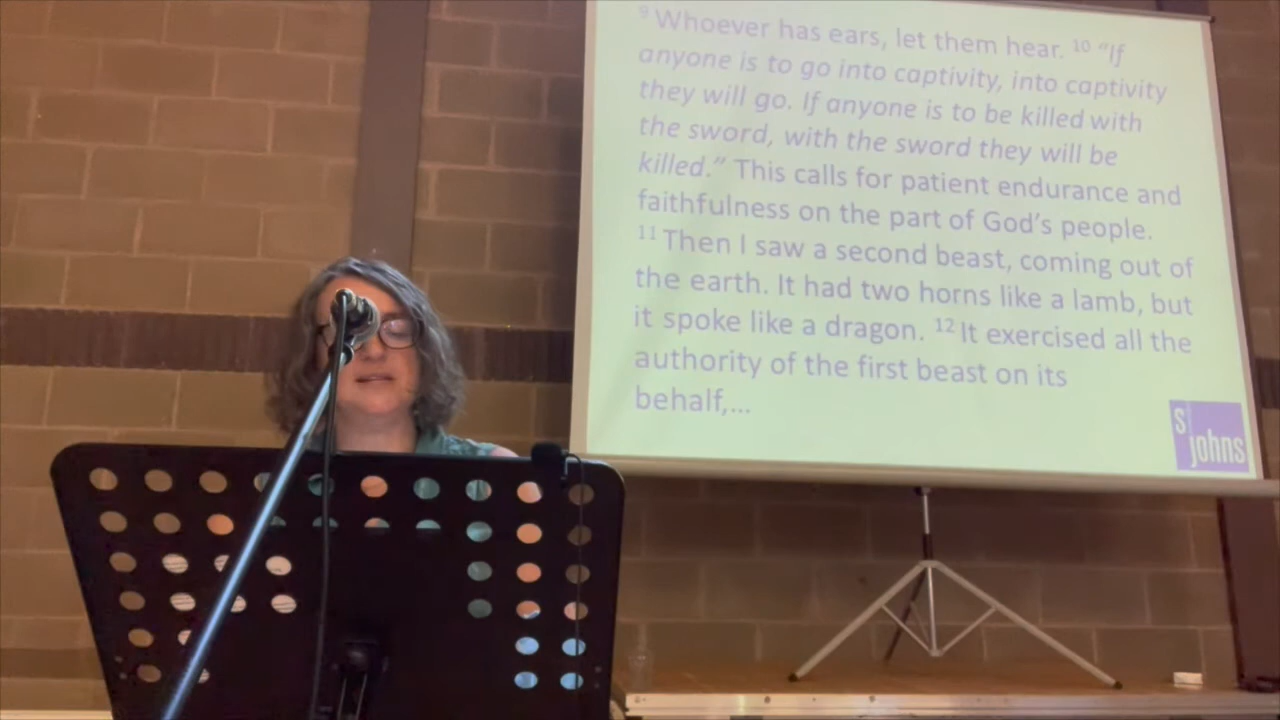 9 Whoever has ears, let them hear. 10 “If
anyone is to go into captivity, into captivity
they will go. If anyone is to be killed with
the sword, with the sword they will be
killed.” This calls for patient endurance and
faithfulness on the part of God’s people.
11 Then I saw a second beast, coming out of
the earth. It had two horns like a lamb, but
it spoke like a dragon. 12 It exercised all the
authority of the first beast on its
behalf,...
St
johns